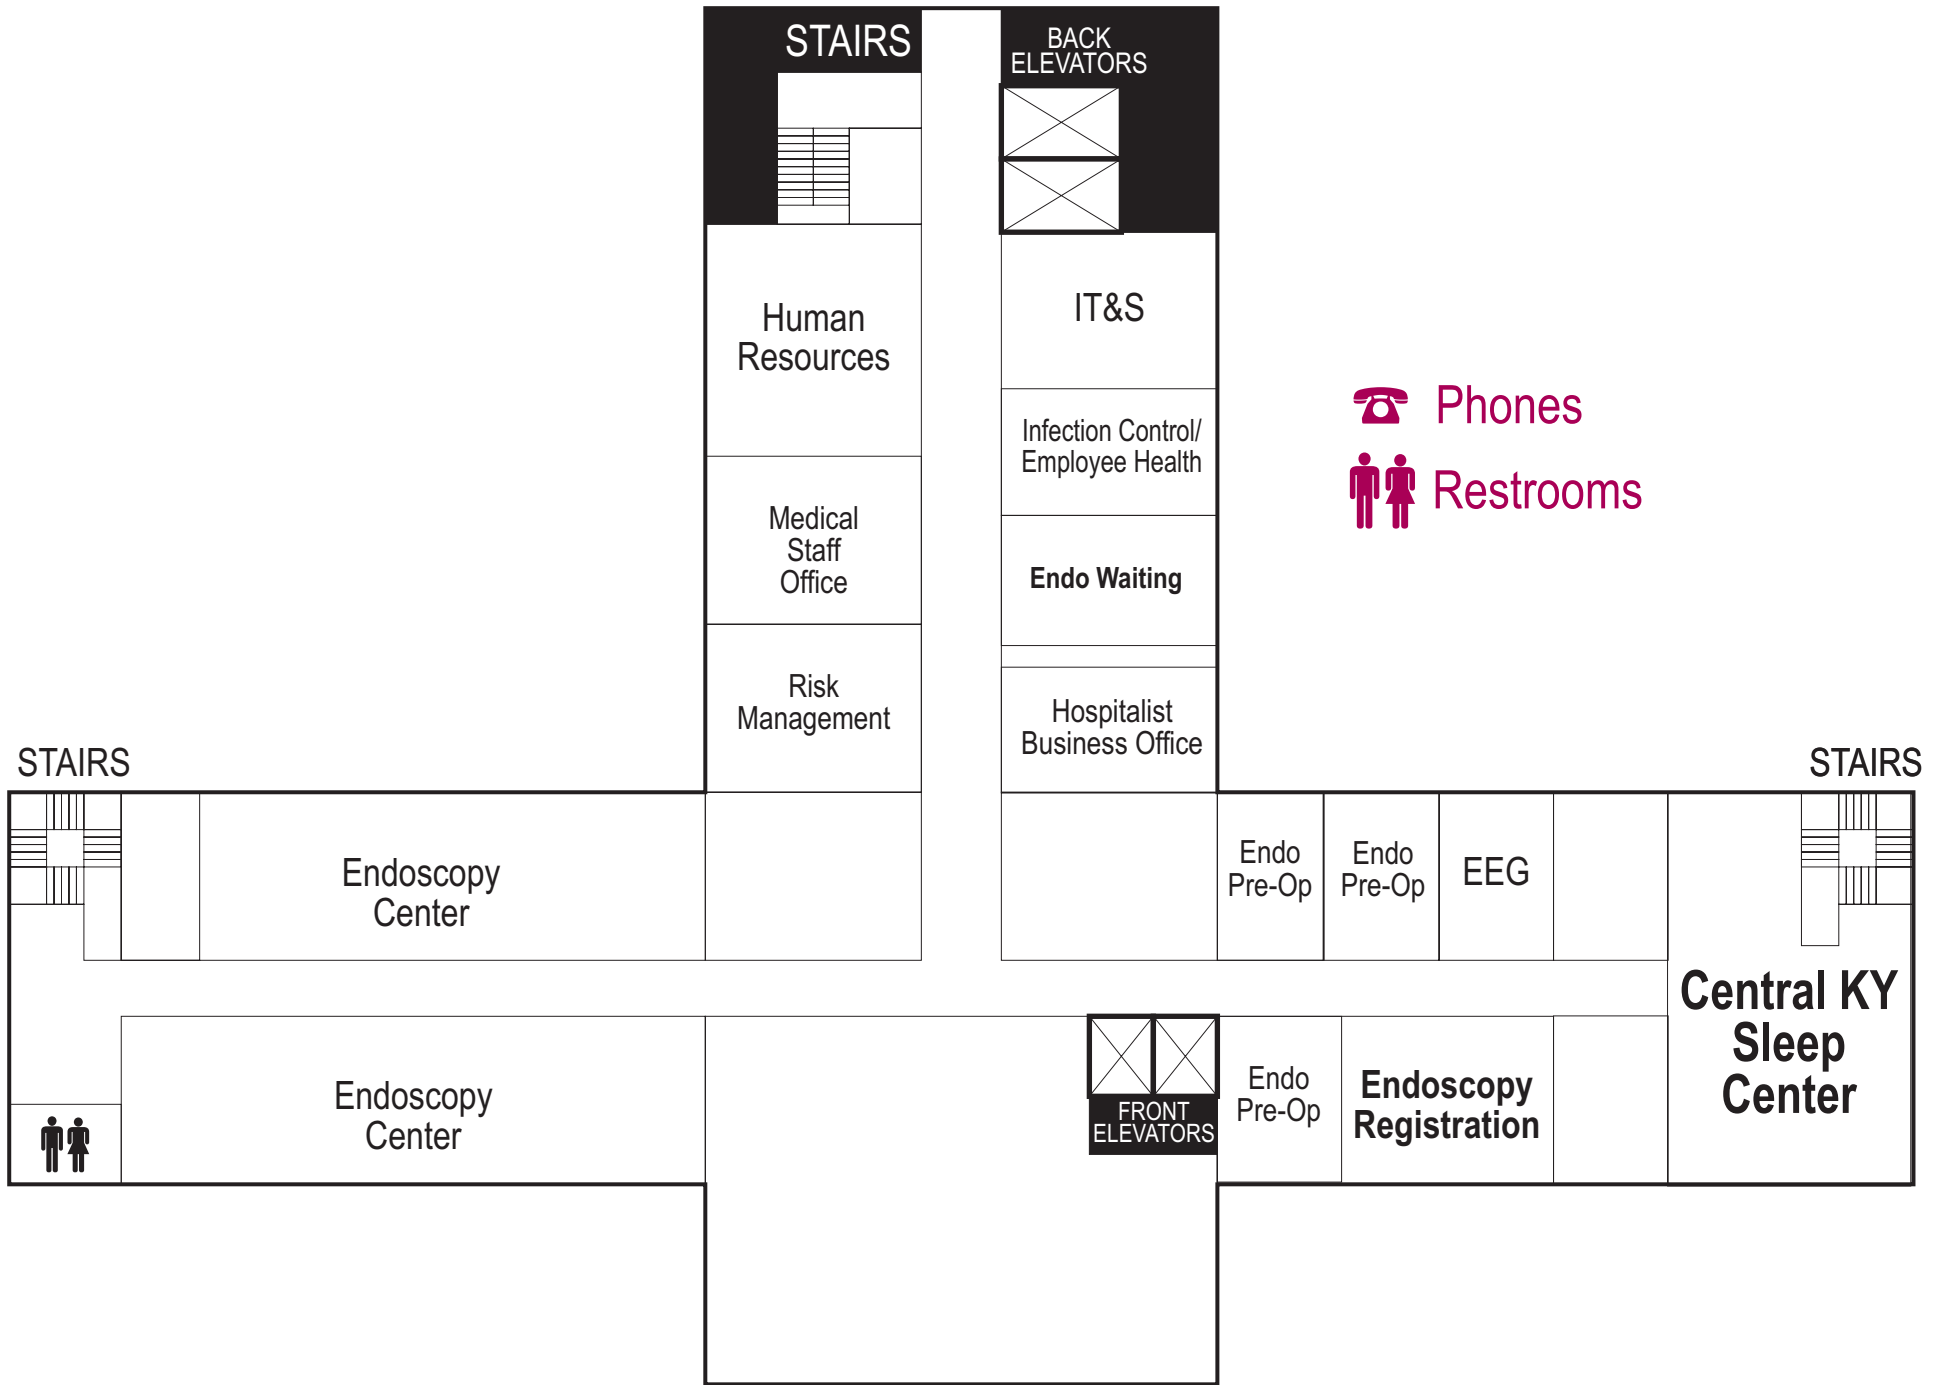 STAIRS
BACK
ELEVATORS
Human
Resources
IT&S
Phones
Infection Control/
Employee Health
Restrooms
Medical
Staff
Office
Endo Waiting
Risk
Management
Hospitalist
Business Office
STAIRS
STAIRS
Endoscopy
Center
Endo
Pre-Op
Endo
Pre-Op
EEG
Central KY
Sleep
Center
Endoscopy
Center
FRONT
ELEVATORS
Endo
Pre-Op
Endoscopy
Registration